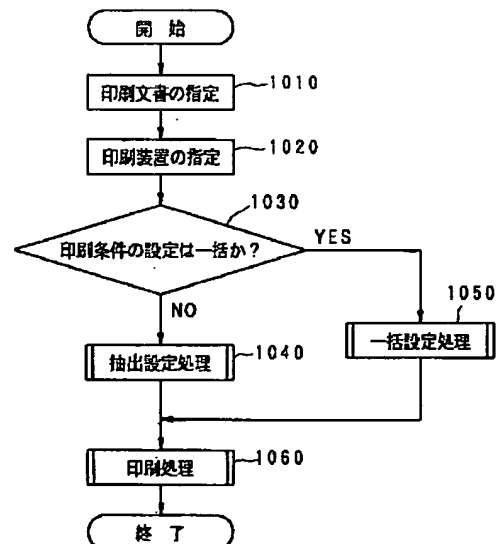 開 始
印刷文書の指定
1010
印刷装置の指定
1020
1030
印刷条件の設定は一括か?
YES
NO
1050
一括設定処理
抽出設定処理
1040
印刷処理
1060
終 了